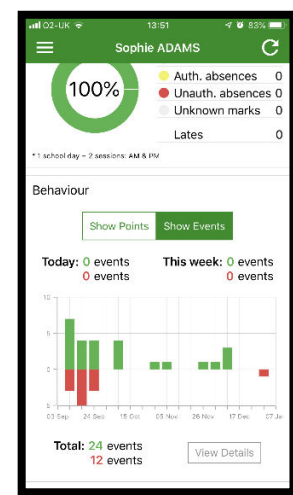 O2-UK 13:51 83%
Sophie ADAMS
100%
Auth. absences 0
Unauth. absences 0
Unknown marks 0
Lates 0
* 1 school day = 2 sessions: AM & PM
Behaviour
Show Points Show Events
Today: 0 events This week: 0 events
0 events 0 events
10
5
0
5
03 Sep 24 Sep 15 Oct 05 Nov 26 Nov 17 Dec 07 Ja
Total: 24 events
12 events
View Details